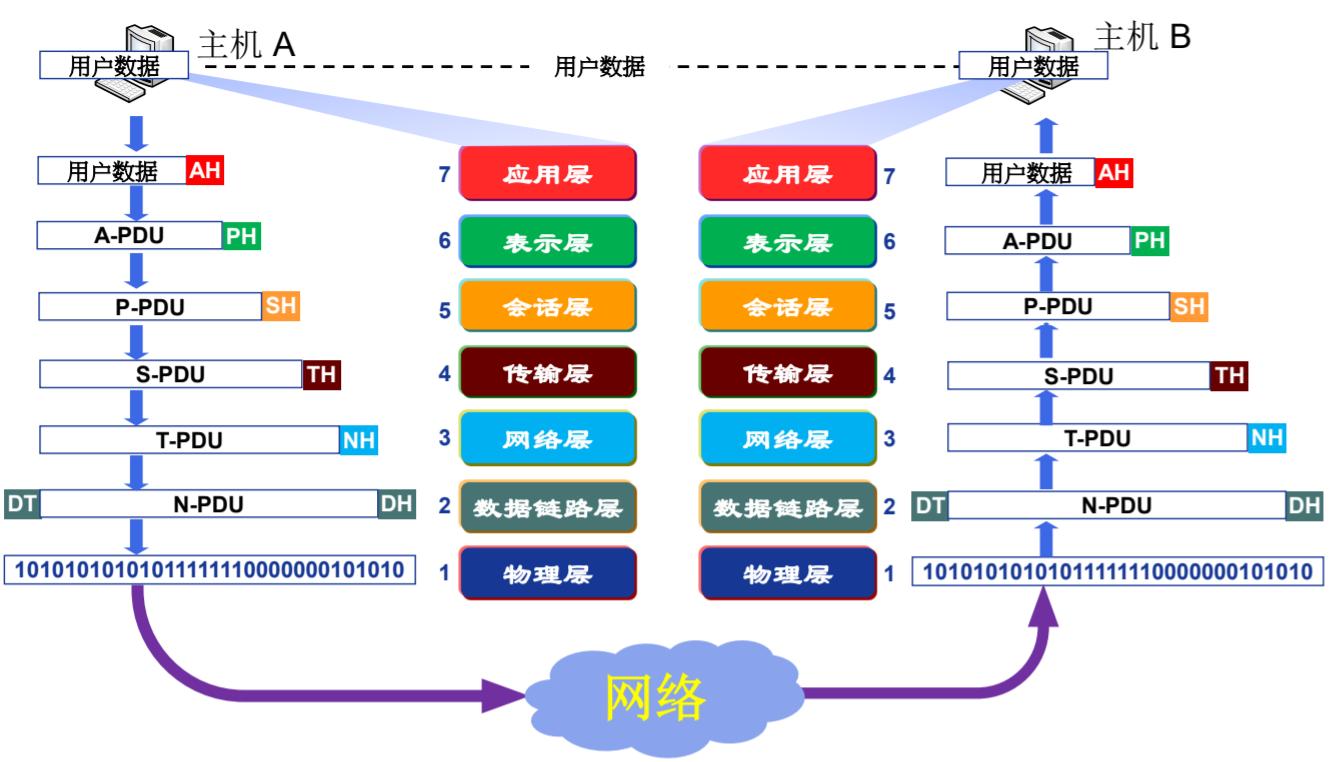 主机 A
主机 B
用户数据
用户数据
用户数据
用户数据 AH
7 应用层
应用层 7
用户数据 AH
A-PDU PH
6 表示层
表示层 6
A-PDU PH
P-PDU SH
5 会话层
会话层 5
P-PDU SH
S-PDU TH
4 传输层
传输层 4
S-PDU TH
T-PDU NH
3 网络层
网络层 3
T-PDU NH
DT N-PDU DH
2 数据链路层
数据链路层 2
DT N-PDU DH
101010101010111111100000000101010
1 物理层
物理层 1
101010101010111111100000000101010
网络